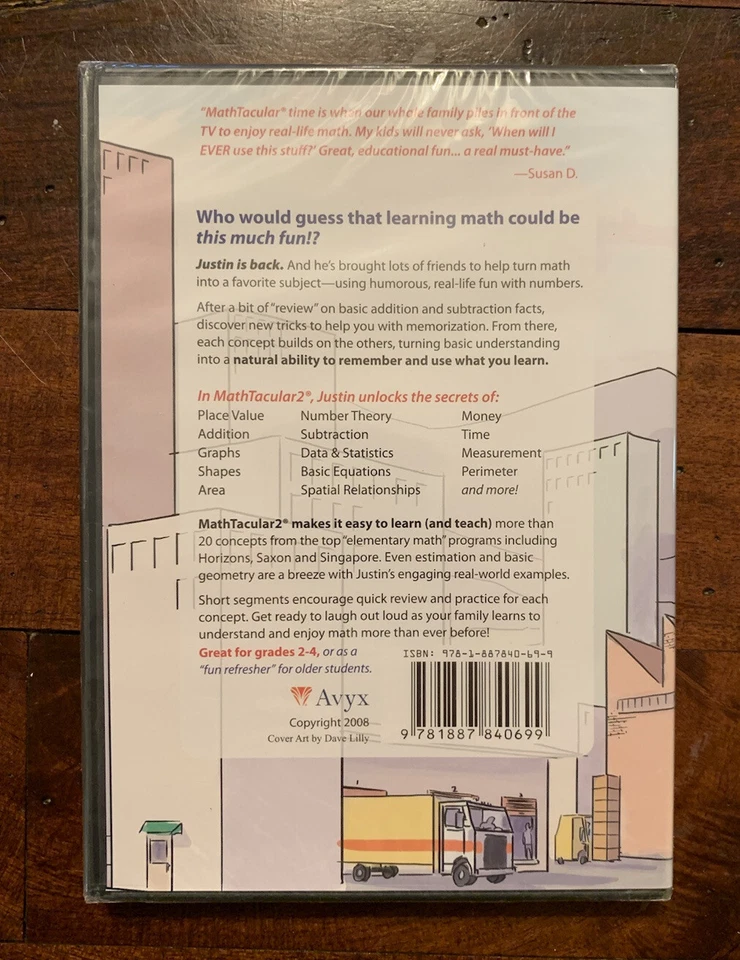 “MathTacular® time is when our whole family piles in front of the
TV to enjoy real-life math. My kids will never ask, ‘When will I
EVER use this stuff?’ Great, educational fun... a real must-have.”
—Susan D.
Who would guess that learning math could be
this much fun!?
Justin is back. And he’s brought lots of friends to help turn math
into a favorite subject—using humorous, real-life fun with numbers.
After a bit of “review” on basic addition and subtraction facts,
discover new tricks to help you with memorization. From there,
each concept builds on the others, turning basic understanding
into a natural ability to remember and use what you learn.
In MathTacular2®, Justin unlocks the secrets of:
Place Value Number Theory Money
Addition Subtraction Time
Graphs Data & Statistics Measurement
Shapes Basic Equations Perimeter
Area Spatial Relationships and more!
MathTacular2® makes it easy to learn (and teach) more than
20 concepts from the top “elementary math” programs including
Horizons, Saxon and Singapore. Even estimation and basic
geometry are a breeze with Justin’s engaging real-world examples.
Short segments encourage quick review and practice for each
concept. Get ready to laugh out loud as your family learns to
understand and enjoy math more than ever before!
Great for grades 2-4, or as a
“fun refresher” for older students.
Avyx
Copyright 2008
Cover Art by Dave Lilly
ISBN: 978-1-887840-69-9
9 781887 840699